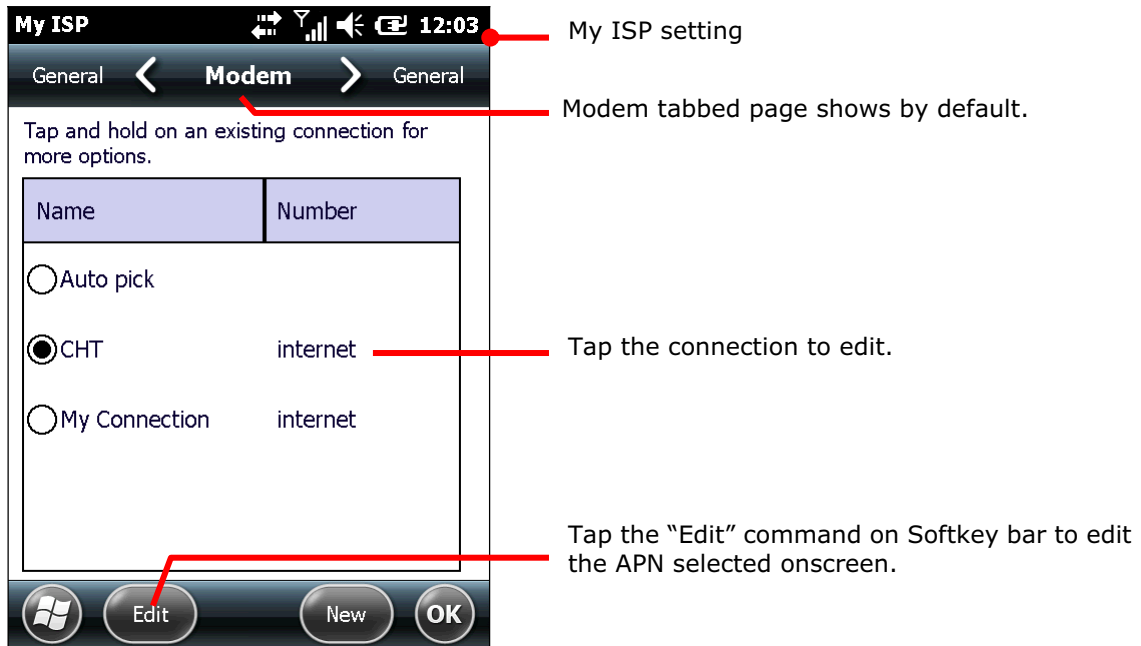 My ISP 12:03
General Modem General
Tap and hold on an existing connection for
more options.
Name Number
Auto pick
CHT internet
My Connection internet
Edit New OK
My ISP setting
Modem tabbed page shows by default.
Tap the connection to edit.
Tap the “Edit” command on Softkey bar to edit
the APN selected onscreen.